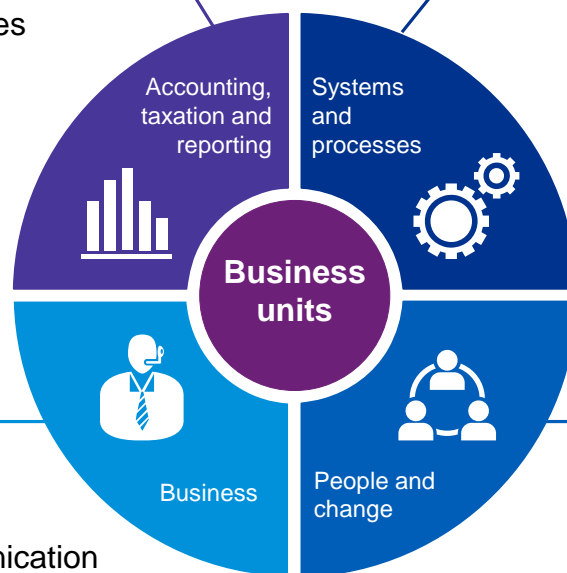 Accounting,
taxation and
reporting
Systems
and
processes
Business
units
Business
People and
change